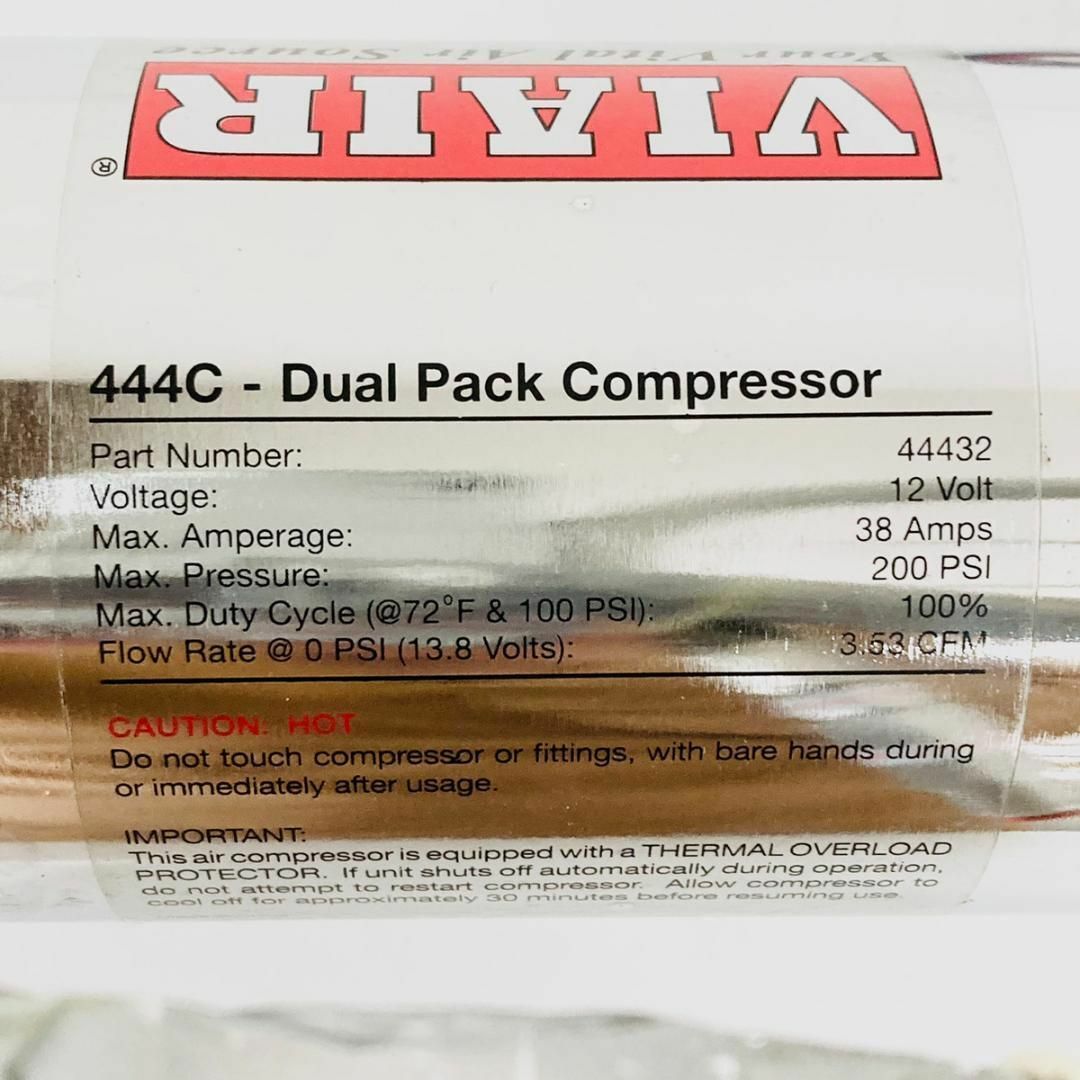 Your Vital Air Source
VIAIR
®
444C - Dual Pack Compressor
Part Number: 44432
Voltage: 12 Volt
Max. Amperage: 38 Amps
Max. Pressure: 200 PSI
Max. Duty Cycle (@72°F & 100 PSI): 100%
Flow Rate @ 0 PSI (13.8 Volts): 3.53 CFM
CAUTION: HOT
Do not touch compressor or fittings, with bare hands during
or immediately after usage.
IMPORTANT:
This air compressor is equipped with a THERMAL OVERLOAD
PROTECTOR. If unit shuts off automatically during operation,
do not attempt to restart compressor. Allow compressor to
cool off for approximately 30 minutes before resuming use.